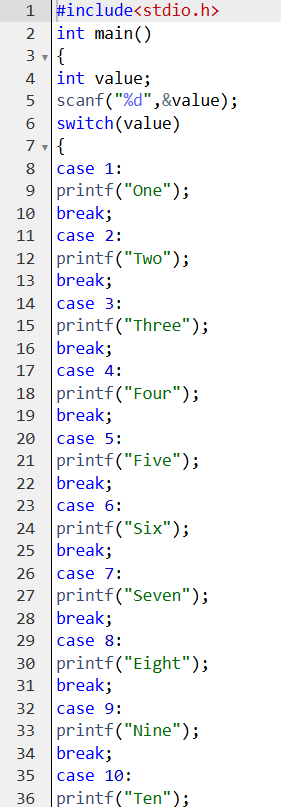 1 #include<stdio.h>
2 int main()
3 {
4 int value;
5 scanf("%d",&value);
6 switch(value)
7 {
8 case 1:
9 printf("One");
10 break;
11 case 2:
12 printf("Two");
13 break;
14 case 3:
15 printf("Three");
16 break;
17 case 4:
18 printf("Four");
19 break;
20 case 5:
21 printf("Five");
22 break;
23 case 6:
24 printf("Six");
25 break;
26 case 7:
27 printf("Seven");
28 break;
29 case 8:
30 printf("Eight");
31 break;
32 case 9:
33 printf("Nine");
34 break;
35 case 10:
36 printf("Ten");